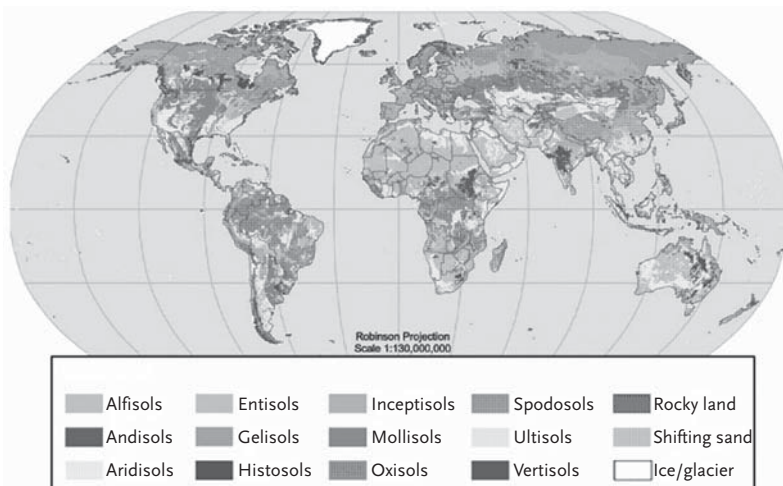 Robinson Projection
Scale 1:130,000,000
Alfisols Entisols Inceptisols Spodosols Rocky land
Andisols Gelisols Mollisols Ultisols Shifting sand
Aridisols Histosols Oxisols Vertisols Ice/glacier